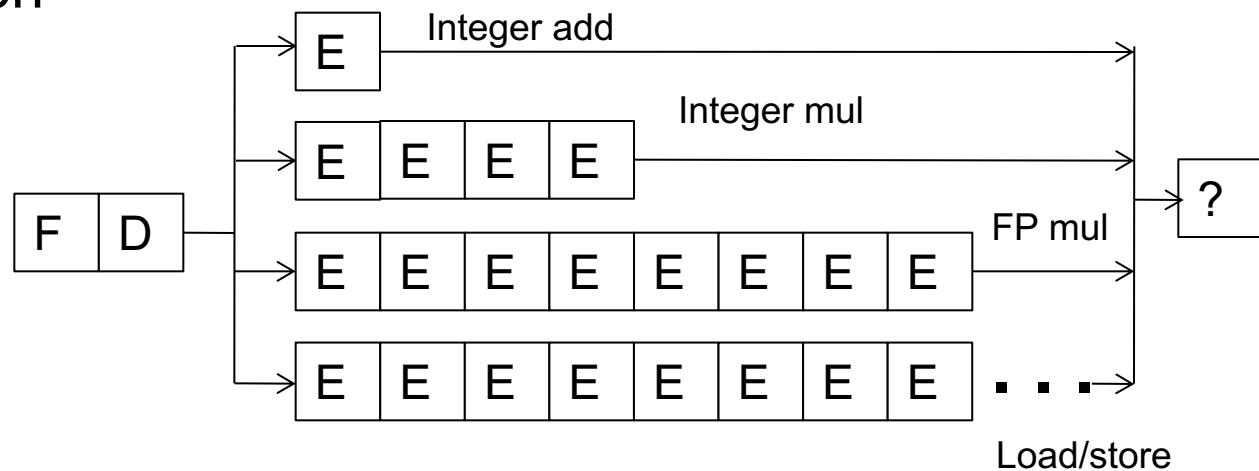 E Integer add
E E E E Integer mul
F D ?
E E E E E E E E FP mul
E E E E E E E E . . .
Load/store